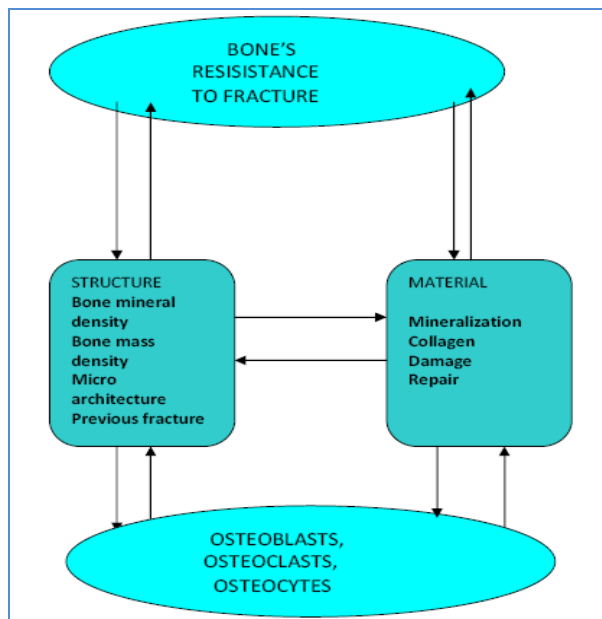 BONE'S
RESISISTANCE
TO FRACTURE
STRUCTURE
Bone mineral
density
Bone mass
density
Micro
architecture
Previous fracture
MATERIAL
Mineralization
Collagen
Damage
Repair
OSTEOBLASTS,
OSTEOCLASTS,
OSTEOCYTES